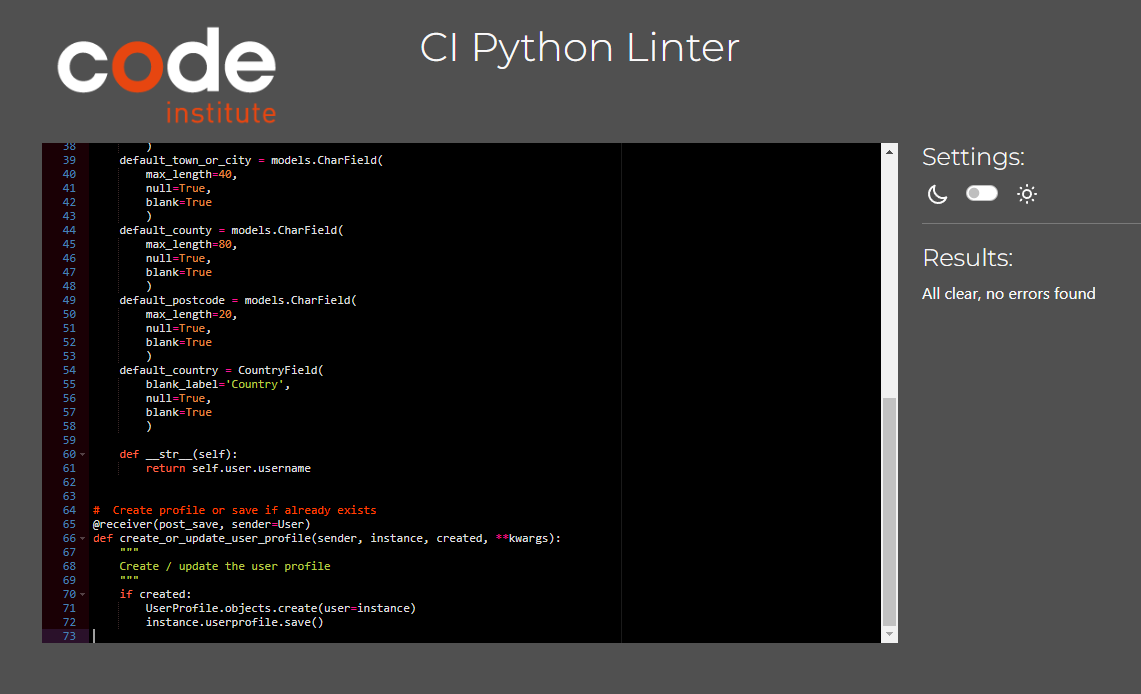 code
institute
CI Python Linter
38 )
39 default_town_or_city = models.CharField(
40 max_length=40,
41 null=True,
42 blank=True
43 )
44 default_county = models.CharField(
45 max_length=80,
46 null=True,
47 blank=True
48 )
49 default_postcode = models.CharField(
50 max_length=20,
51 null=True,
52 blank=True
53 )
54 default_country = CountryField(
55 blank_label='Country',
56 null=True,
57 blank=True
58 )
59
60 def __str__(self):
61 return self.user.username
62
63
64 #  Create profile or save if already exists
65 @receiver(post_save, sender=User)
66 def create_or_update_user_profile(sender, instance, created, **kwargs):
67 """
68 Create / update the user profile
69 """
70 if created:
71 UserProfile.objects.create(user=instance)
72 instance.userprofile.save()
73
Settings:
Results:
All clear, no errors found